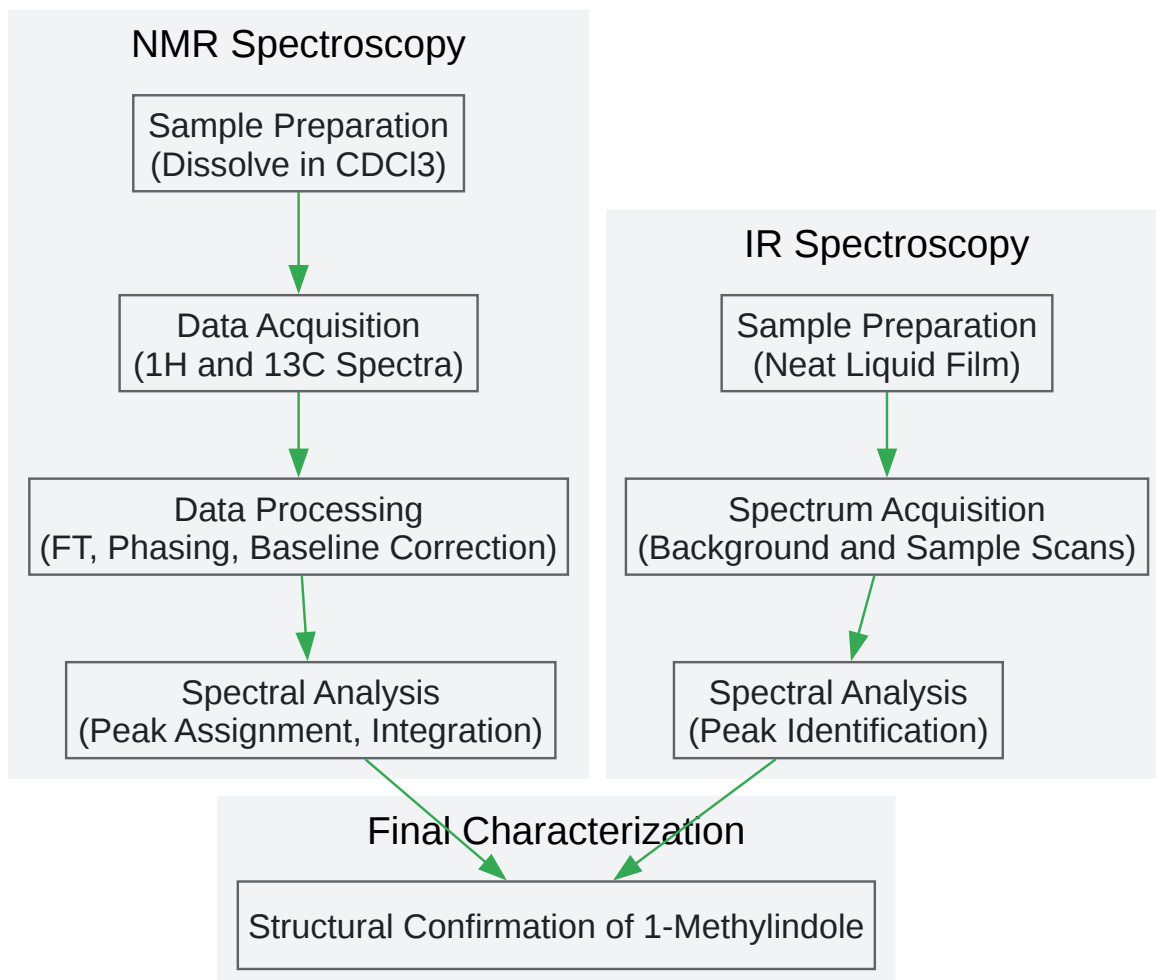 NMR Spectroscopy
Sample Preparation
(Dissolve in CDCl3)
Data Acquisition
(1H and 13C Spectra)
Data Processing
(FT, Phasing, Baseline Correction)
Spectral Analysis
(Peak Assignment, Integration)
IR Spectroscopy
Sample Preparation
(Neat Liquid Film)
Spectrum Acquisition
(Background and Sample Scans)
Spectral Analysis
(Peak Identification)
Final Characterization
Structural Confirmation of 1-Methylindole